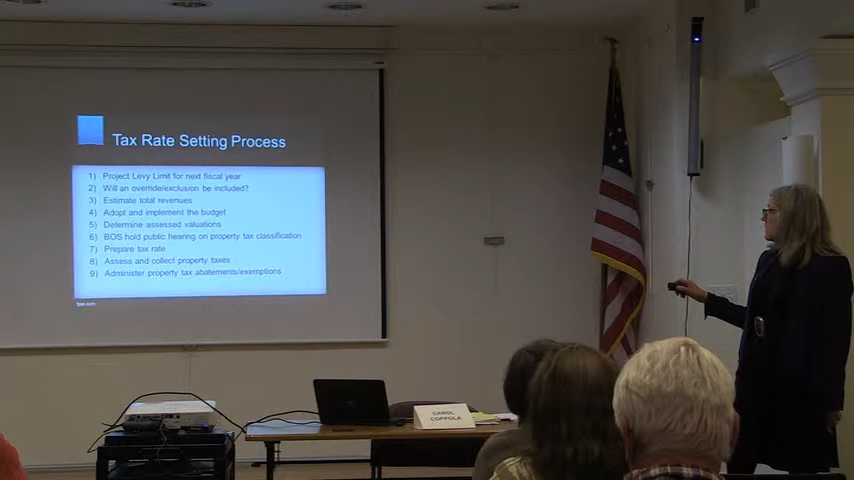 Tax Rate Setting Process
1) Project Levy Limit for next fiscal year
2) Will an override/exclusion be included?
3) Estimate total revenues
4) Adopt and implement the budget
5) Determine assessed valuations
6) BOS hold public hearing on property tax classification
7) Prepare tax rate
8) Assess and collect property taxes
9) Administer property tax abatements/exemptions
CAROL
COPPOLA